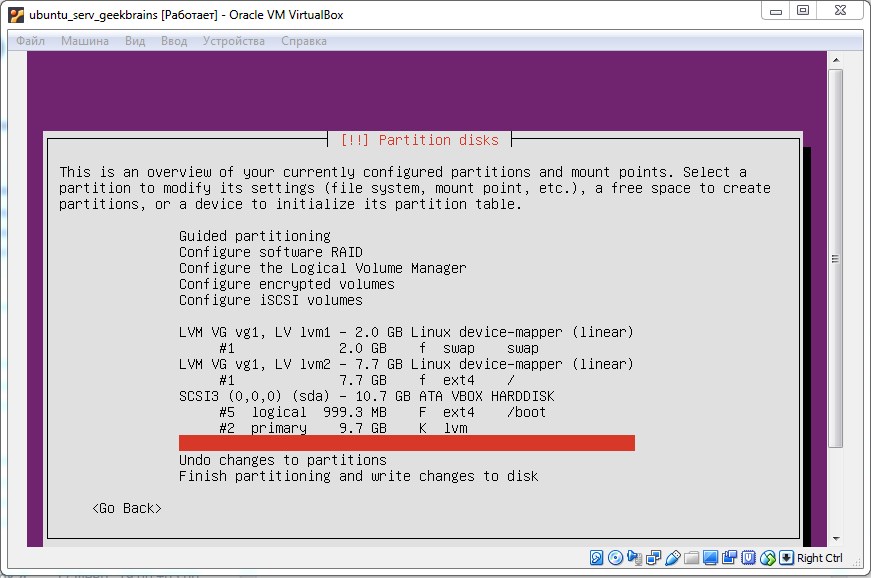 ubuntu_serv_geekbrains [Работает] - Oracle VM VirtualBox
Файл Машина Вид Ввод Устройства Справка
[!!] Partition disks
This is an overview of your currently configured partitions and mount points. Select a
partition to modify its settings (file system, mount point, etc.), a free space to create
partitions, or a device to initialize its partition table.
Guided partitioning
Configure software RAID
Configure the Logical Volume Manager
Configure encrypted volumes
Configure iSCSI volumes
LVM VG vg1, LV lvm1 - 2.0 GB Linux device-mapper (linear)
#1 2.0 GB f swap swap
LVM VG vg1, LV lvm2 - 7.7 GB Linux device-mapper (linear)
#1 7.7 GB f ext4 /
SCSI3 (0,0,0) (sda) - 10.7 GB ATA VBOX HARDDISK
#5 logical 999.3 MB F ext4 /boot
#2 primary 9.7 GB K lvm
Undo changes to partitions
Finish partitioning and write changes to disk
<Go Back>
Right Ctrl